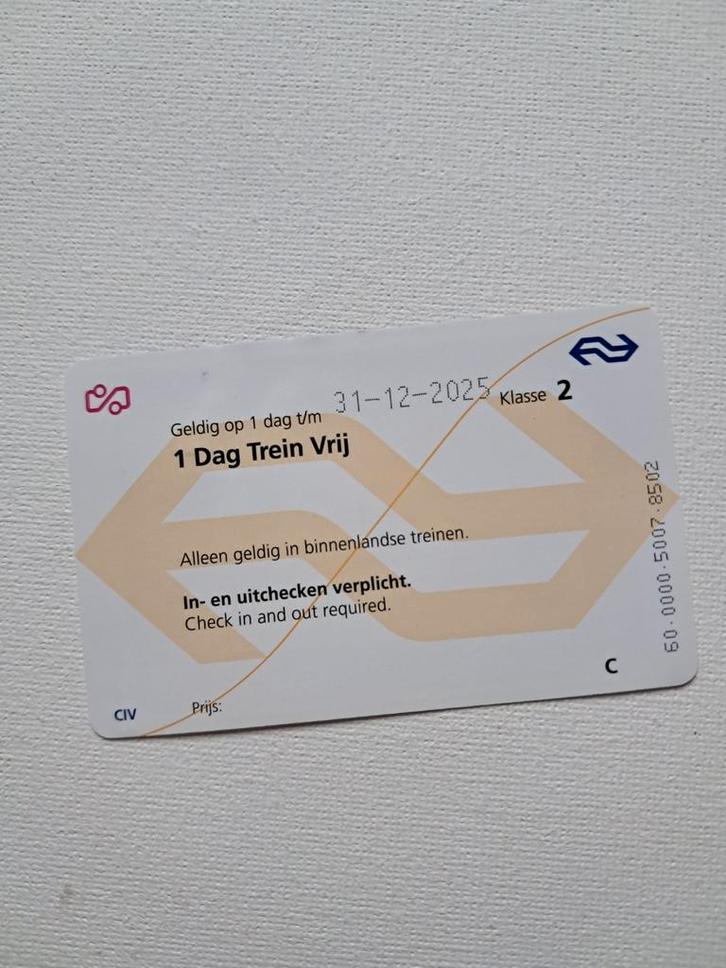 Geldig op 1 dag t/m 31-12-2025 Klasse 2
1 Dag Trein Vrij
Alleen geldig in binnenlandse treinen.
In- en uitchecken verplicht.
Check in and out required.
60·0000·5007·8502
C
CIV
Prijs: